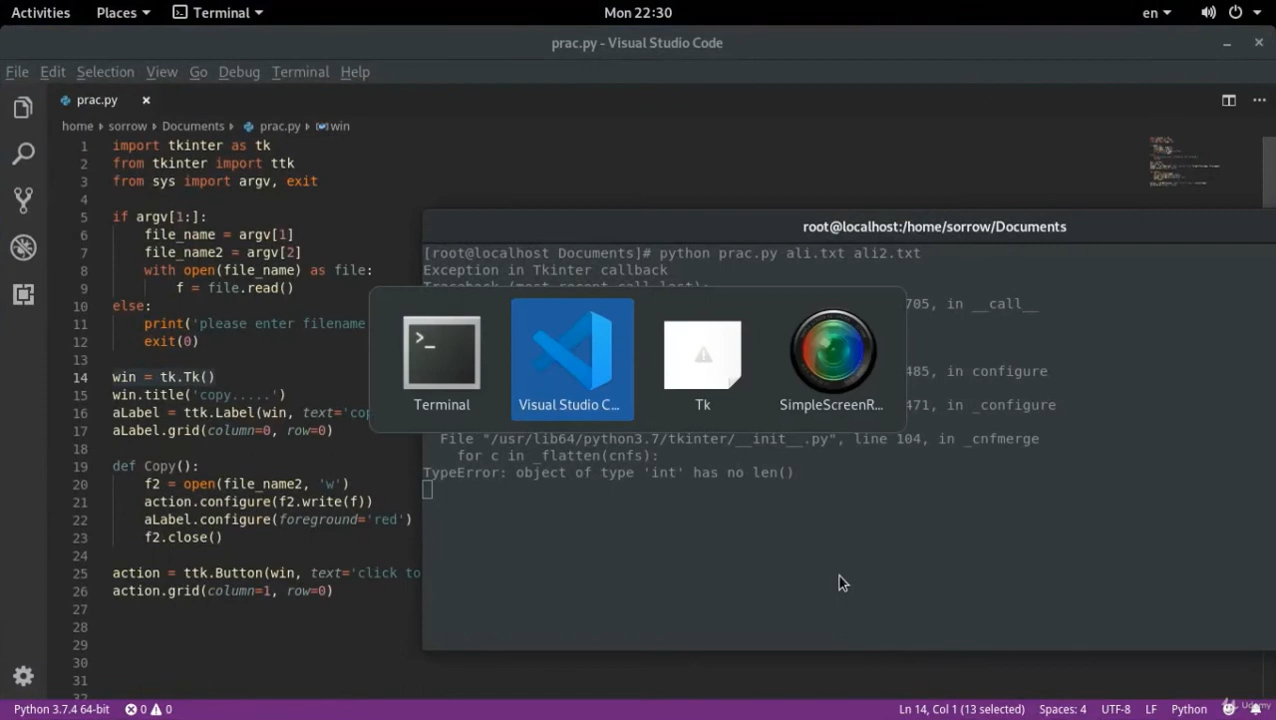 Activities Places Terminal Mon 22:30 en
prac.py - Visual Studio Code
File Edit Selection View Go Debug Terminal Help
prac.py
home sorrow Documents prac.py win
1 import tkinter as tk
2 from tkinter import ttk
3 from sys import argv, exit
4
5 if argv[1:]:
6 file_name = argv[1]
7 file_name2 = argv[2]
8 with open(file_name) as file:
9 f = file.read()
10 else:
11 print('please enter filename
12 exit(0)
13
14 win = tk.Tk()
15 win.title('copy.....')
16 aLabel = ttk.Label(win, text='cop
17 aLabel.grid(column=0, row=0)
18
19 def Copy():
20 f2 = open(file_name2, 'w')
21 action.configure(f2.write(f))
22 aLabel.configure(foreground='red')
23 f2.close()
24
25 action = ttk.Button(win, text='click to
26 action.grid(column=1, row=0)
27
28
29
30
31
32
root@localhost:/home/sorrow/Documents
[root@localhost Documents]# python prac.py ali.txt ali2.txt
Exception in Tkinter callback
Traceback (most recent call last):
705, in __call__
485, in configure
471, in _configure
File "/usr/lib64/python3.7/tkinter/__init__.py", line 104, in _cnfmerge
for c in _flatten(cnfs):
TypeError: object of type 'int' has no len()
Terminal
Visual Studio C...
Tk
SimpleScreenR...
Python 3.7.4 64-bit 0 0 Ln 14, Col 1 (13 selected) Spaces: 4 UTF-8 LF Python
Udemy